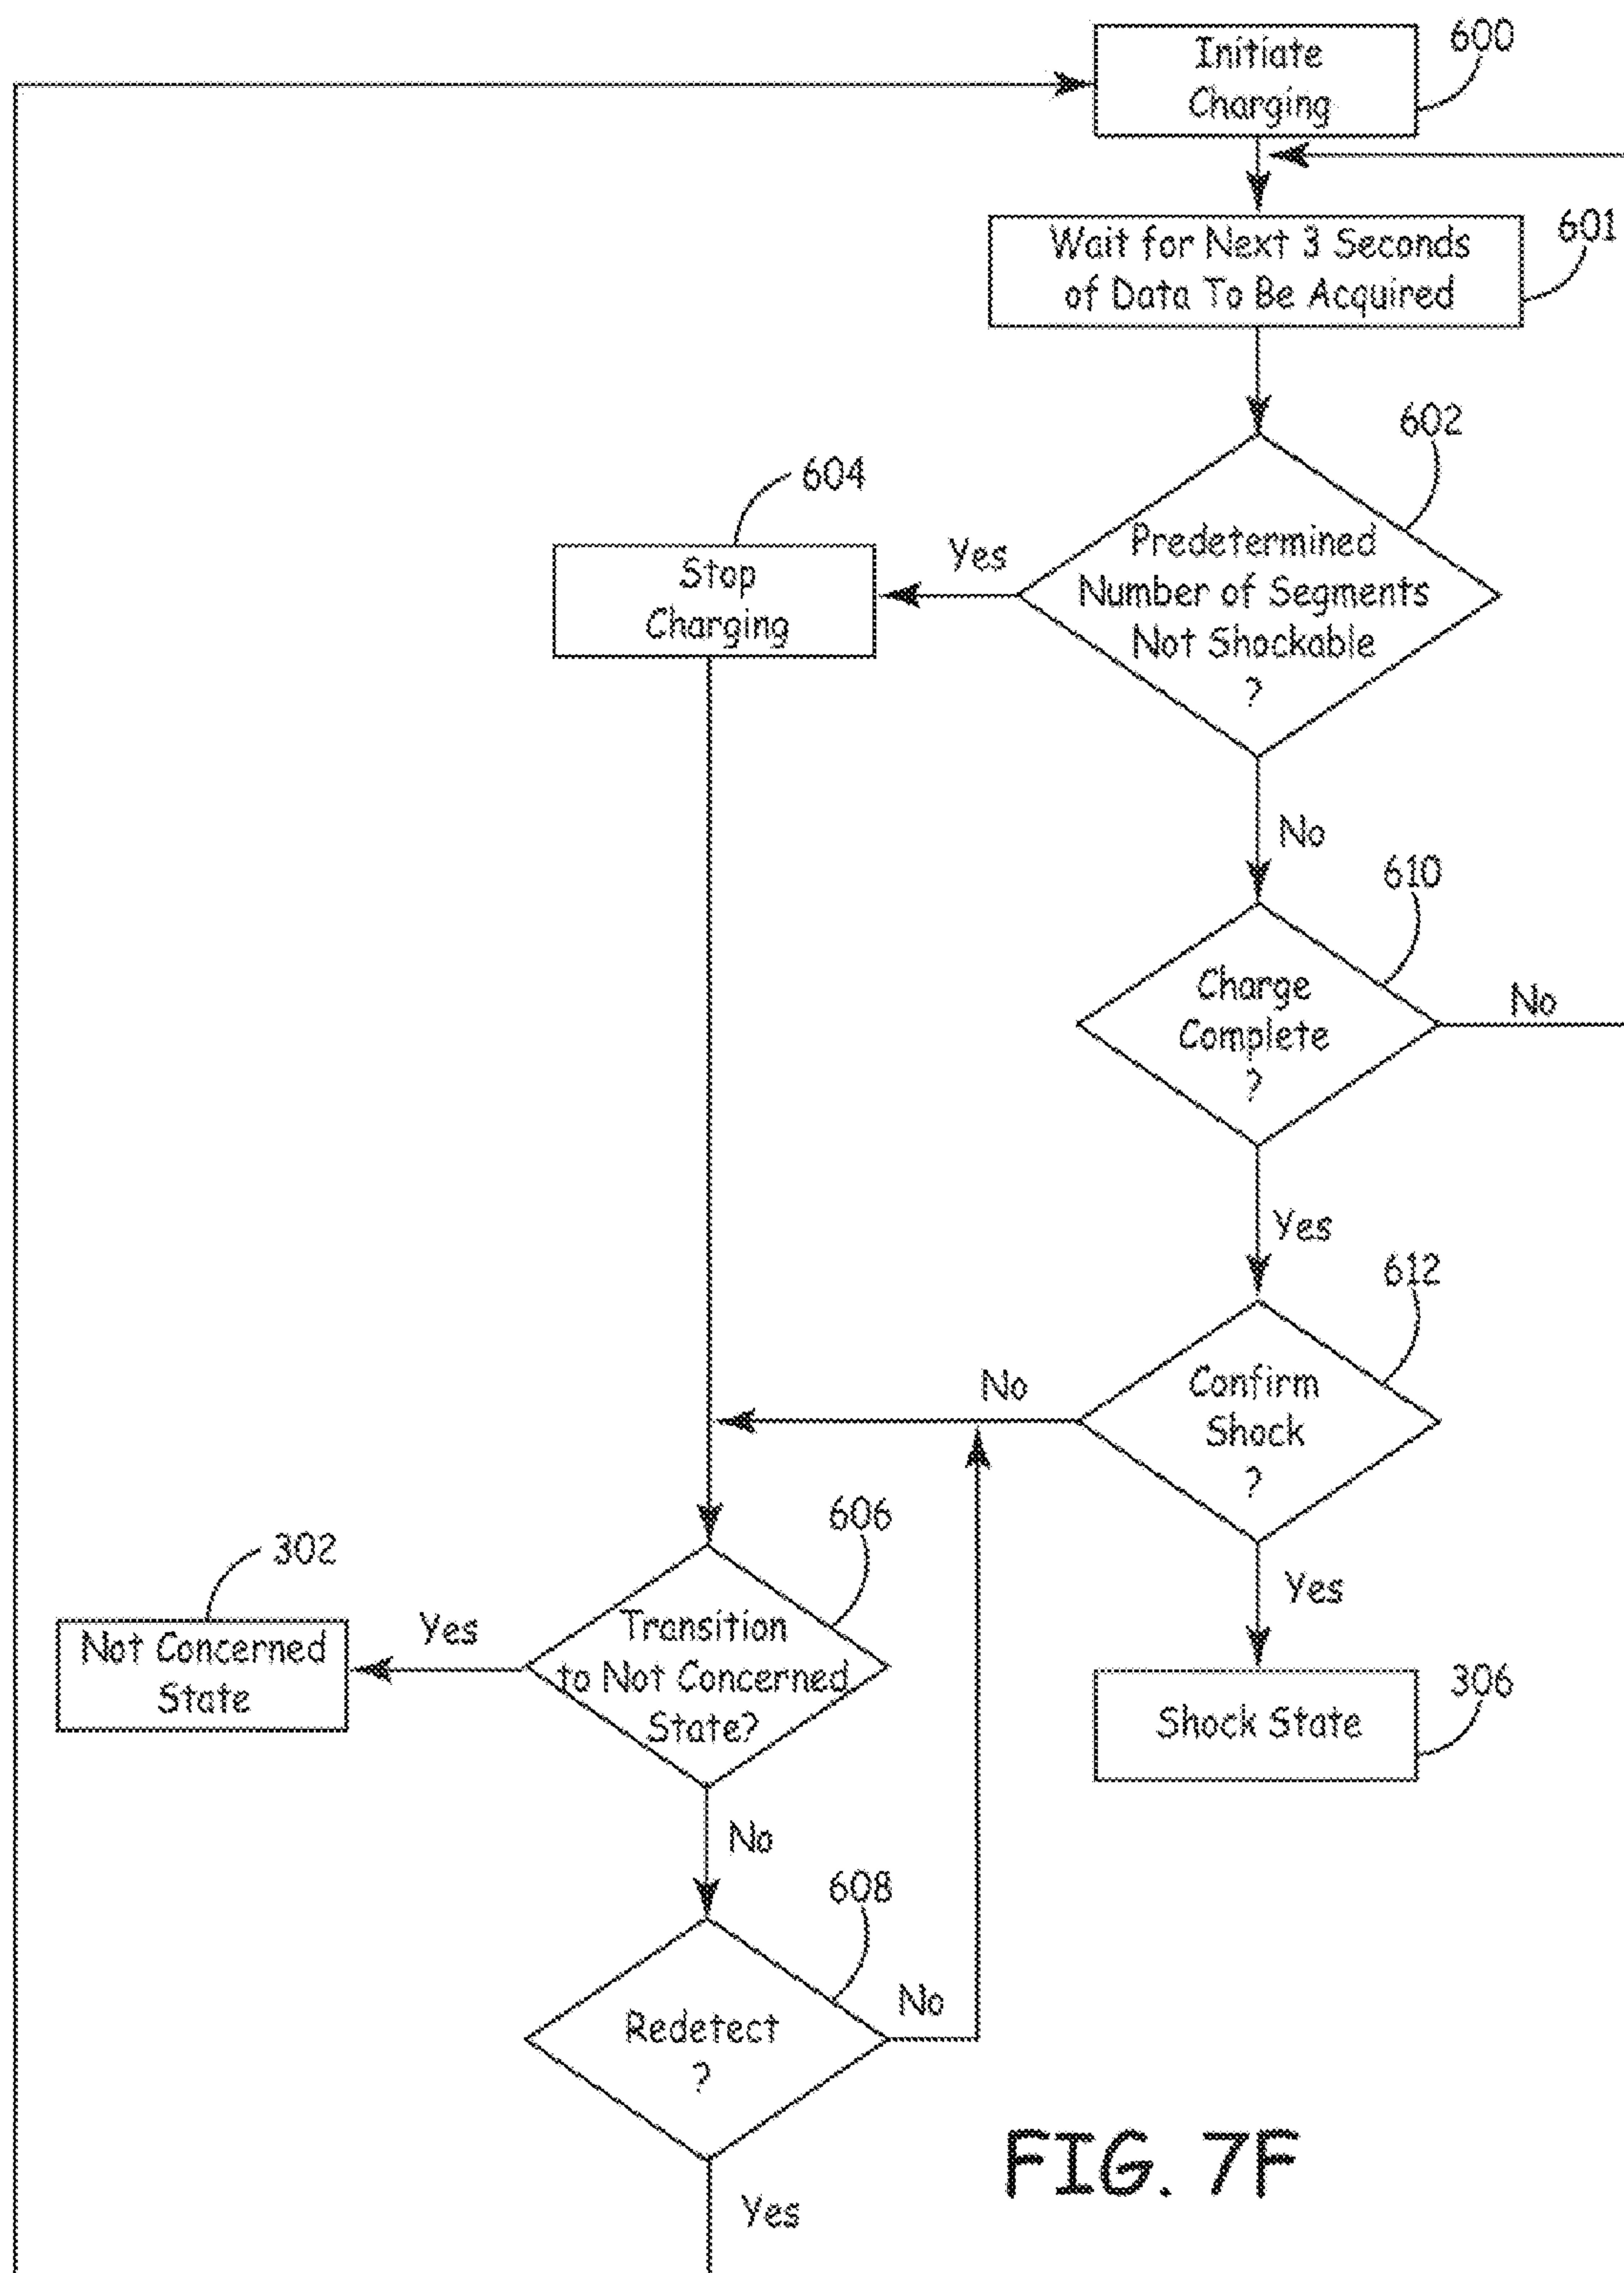 600
Initiate
Charging
601
Wait for Next 3 Seconds
of Data To Be Acquired
602
604
Predetermined
Number of Segments
Not Shockable
?
Yes
Stop
Charging
No
610
Charge
Complete
?
No
Yes
612
Confirm
Shock
?
No
606
302
Yes
Transition
to Not Concerned
State?
Yes
Not Concerned
State
306
Shock State
No
608
Redetect
?
No
Yes
FIG. 7F